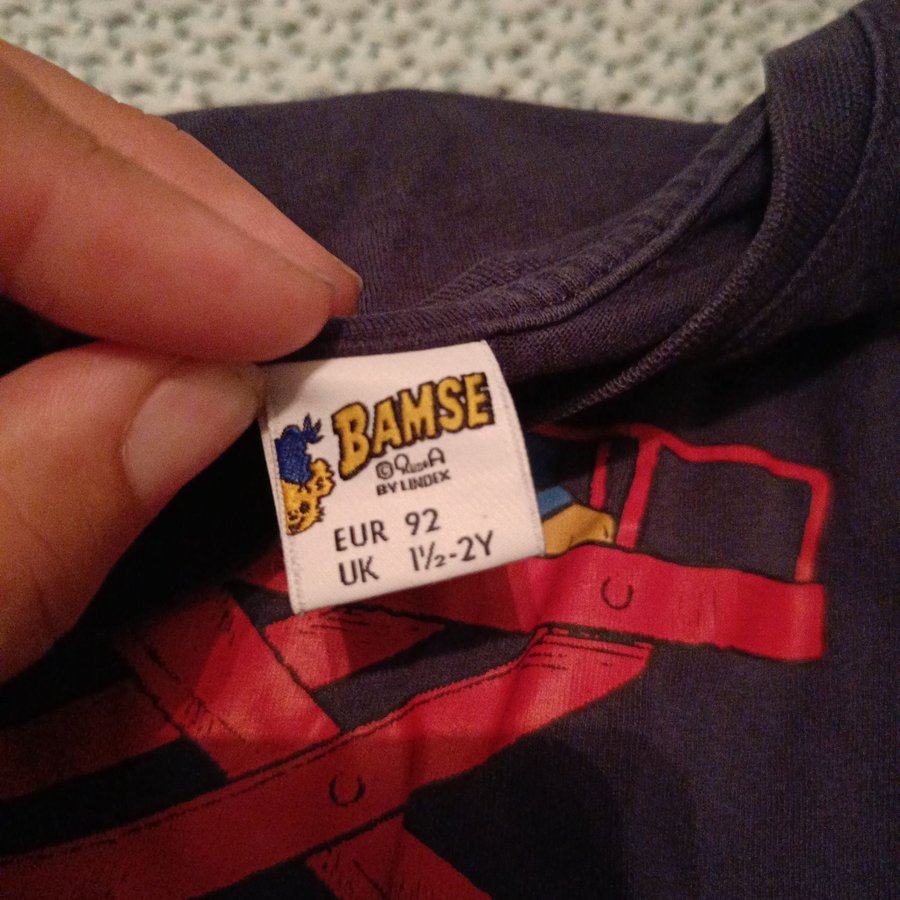 BAMSE
BY LINDEX
EUR 92
UK 1½-2Y